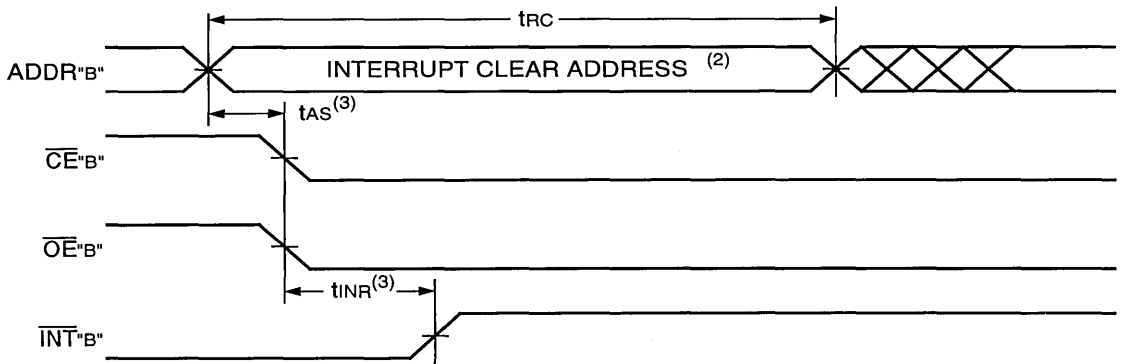 tRC
ADDR"B" INTERRUPT CLEAR ADDRESS (2)
tAS(3)
CE"B"
OE"B"
tINR(3)
INT"B"